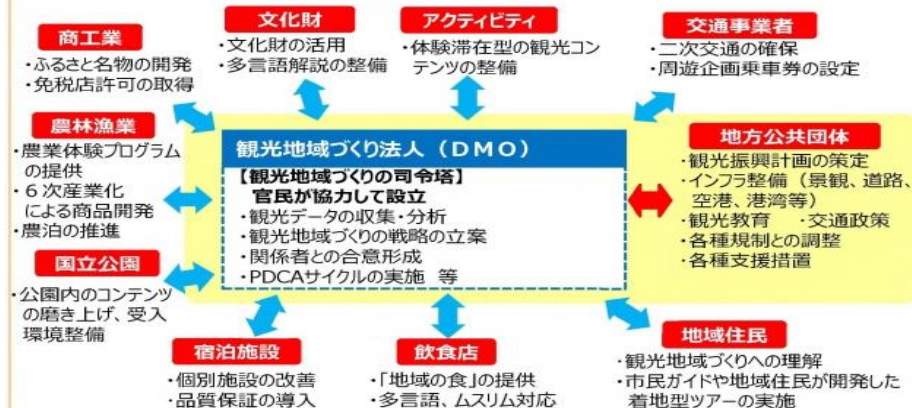 商工業
・ふるさと名物の開発
・免税店許可の取得
文化財
・文化財の活用
・多言語解説の整備
アクティビティ
・体験滞在型の観光コン
テンツの整備
交通事業者
・二次交通の確保
・周遊企画乗車券の設定
農林漁業
・農業体験プログラム
の提供
・6次産業化
による商品開発
・農泊の推進
観光地域づくり法人（DMO）
【観光地域づくりの司令塔】
官民が協力して設立
・観光データの収集・分析
・観光地域づくりの戦略の立案
・関係者との合意形成
・PDCAサイクルの実施 等
地方公共団体
・観光振興計画の策定
・インフラ整備（景観、道路、
空港、港湾等）
・観光教育 ・交通政策
・各種規制との調整
・各種支援措置
国立公園
・公園内のコンテンツ
の磨き上げ、受入
環境整備
宿泊施設
・個別施設の改善
・品質保証の導入
飲食店
・「地域の食」の提供
・多言語、ムスリム対応
地域住民
・観光地域づくりへの理解
・市民ガイドや地域住民が開発した
着地型ツアーの実施